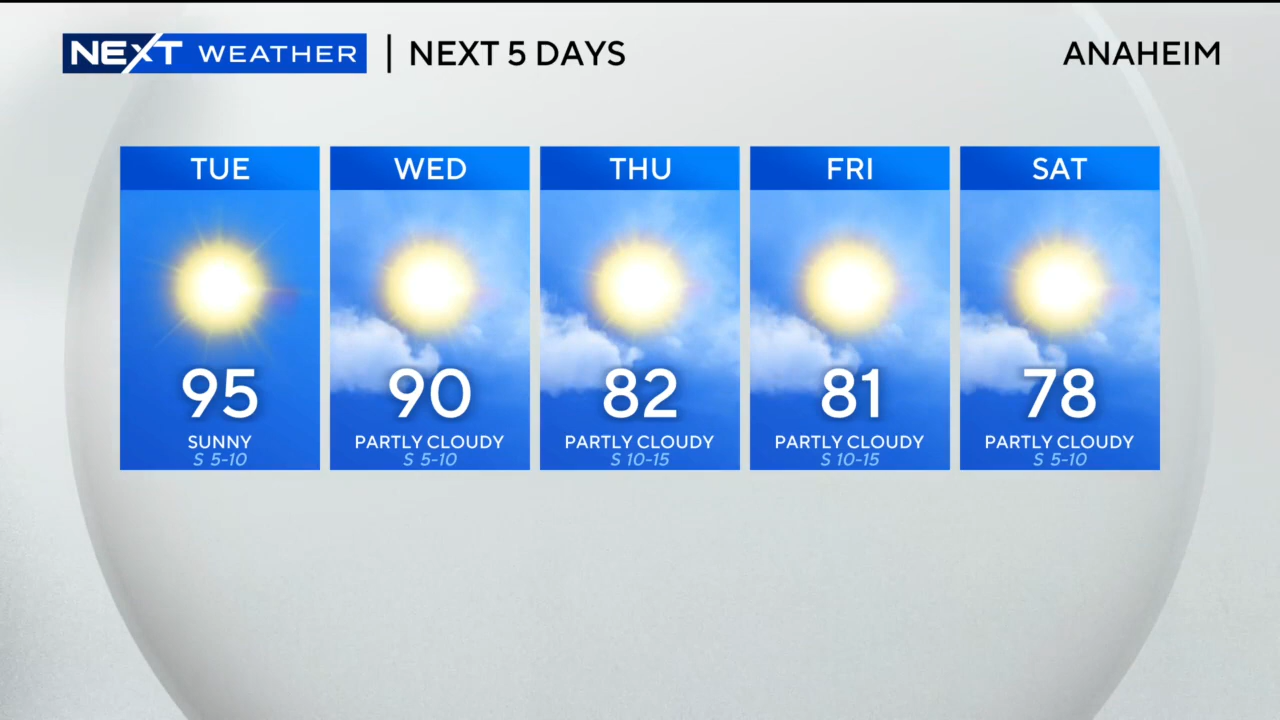 NEXT WEATHER | NEXT 5 DAYS
ANAHEIM
TUE
95
SUNNY
S 5-10
WED
90
PARTLY CLOUDY
S 5-10
THU
82
PARTLY CLOUDY
S 10-15
FRI
81
PARTLY CLOUDY
S 10-15
SAT
78
PARTLY CLOUDY
S 5-10